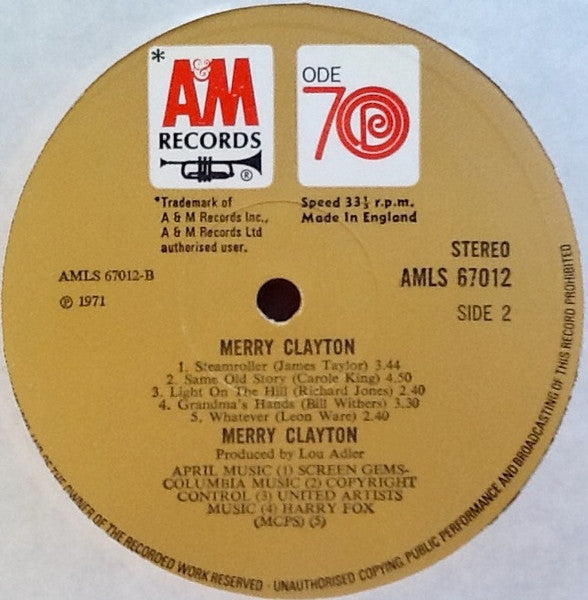 * A&M
RECORDS
®
ODE
70
*Trademark of
A & M Records Inc.,
A & M Records Ltd
authorised user.
Speed 33⅓ r.p.m.
Made In England
STEREO
AMLS 67012
SIDE 2
AMLS 67012-B
℗ 1971
MERRY CLAYTON
1. Steamroller (James Taylor) 3.44
2. Same Old Story (Carole King) 4.50
3. Light On The Hill (Richard Jones) 2.40
4. Grandma's Hands (Bill Withers) 3.30
5. Whatever (Leon Ware) 2.40
MERRY CLAYTON
Produced by Lou Adler
APRIL MUSIC (1) SCREEN GEMS-
COLUMBIA MUSIC (2) COPYRIGHT
CONTROL (3) UNITED ARTISTS
MUSIC (4) HARRY FOX
(MCPS) (5)
OF THE OWNER OF THE RECORDED WORK RESERVED - UNAUTHORISED COPYING, PUBLIC PERFORMANCE AND BROADCASTING OF THIS RECORD PROHIBITED